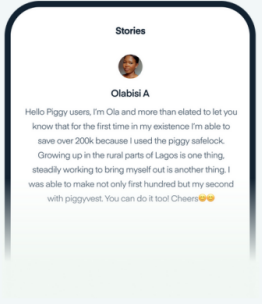 Stories
Olabisi A
Hello Piggy users, I'm Ola and more than elated to let you
know that for the first time in my existence I'm able to
save over 200k because I used the piggy safelock.
Growing up in the rural parts of Lagos is one thing,
steadily working to bring myself out is another thing. I
was able to make not only first hundred but my second
with piggyvest. You can do it too! Cheers😊😊